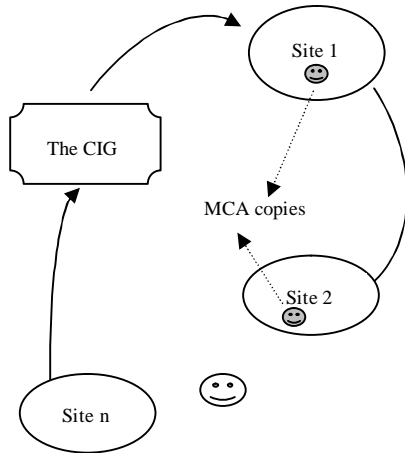 Site 1
The CIG
MCA copies
Site 2
Site n